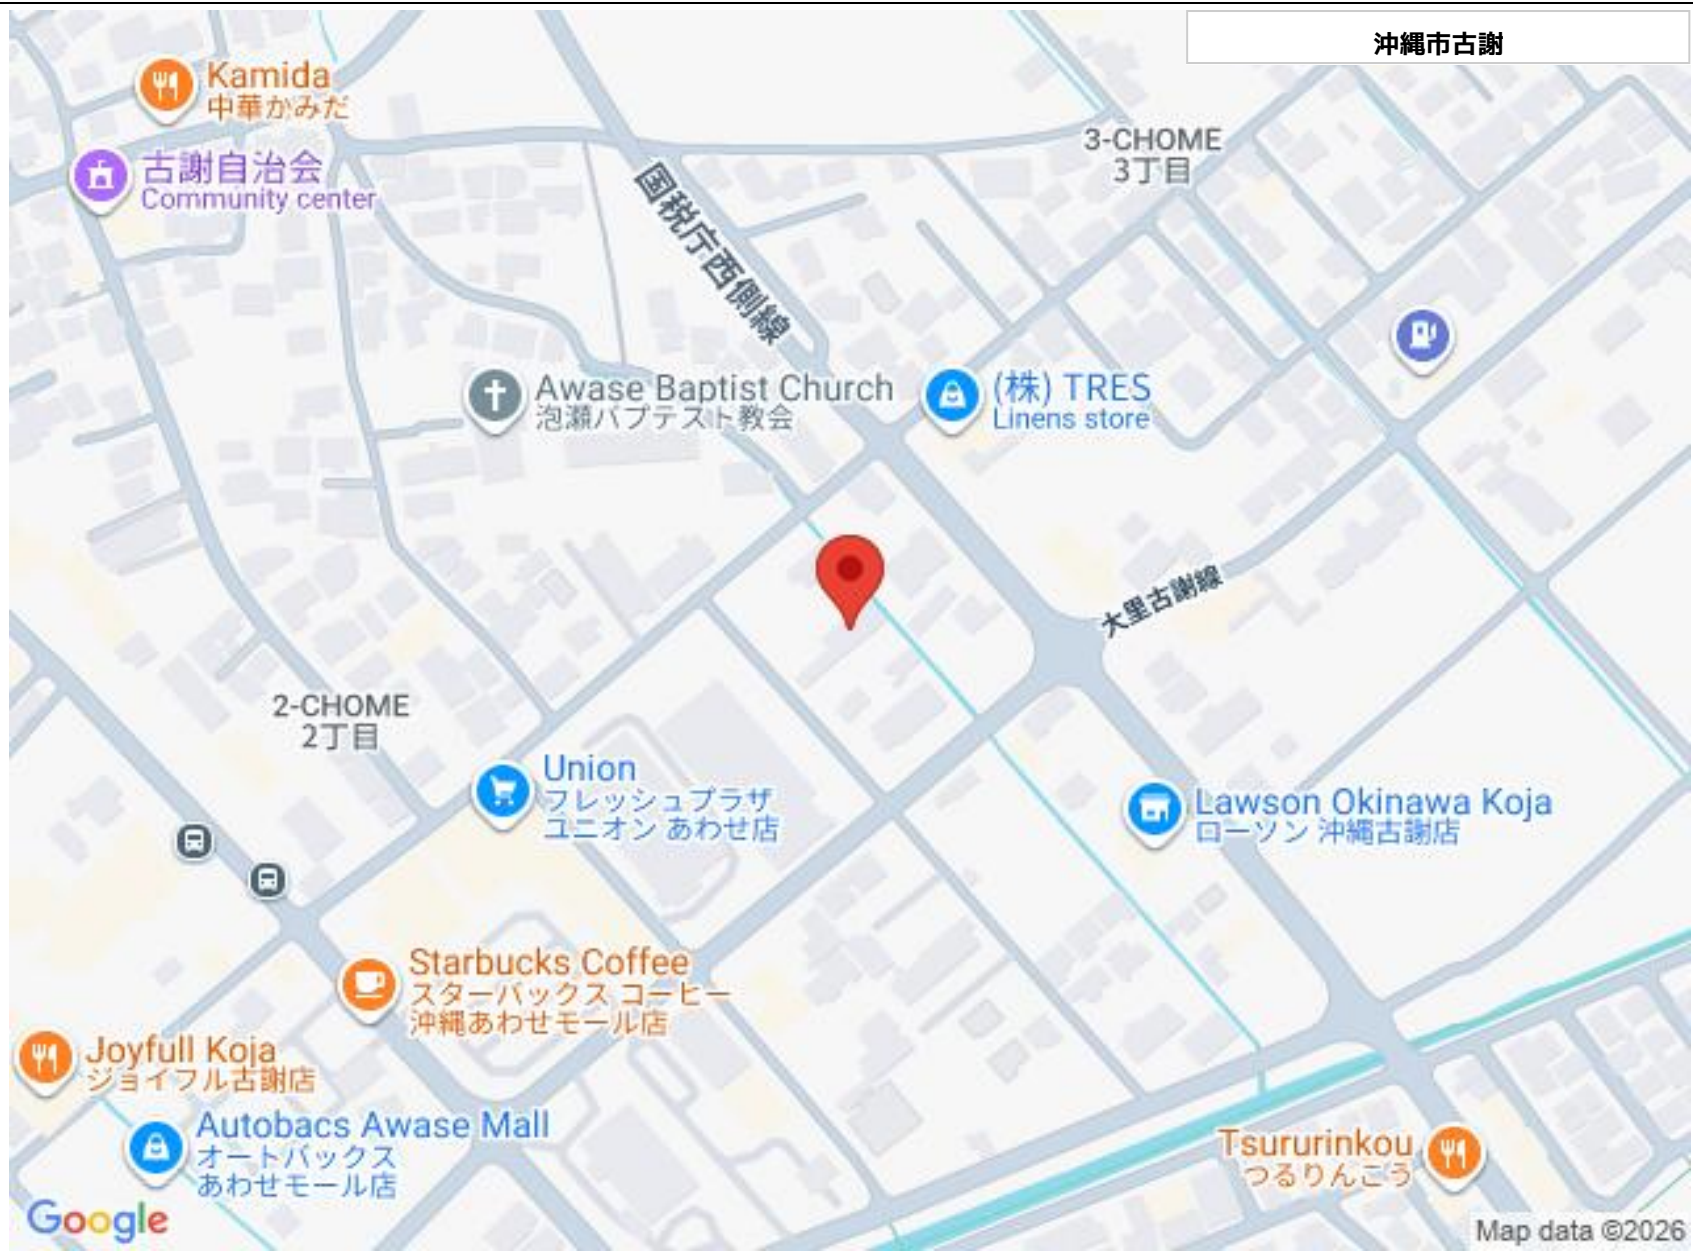 沖縄市古謝
Kamida
中華かみだ
古謝自治会
Community center
3-CHOME
3丁目
国税庁西側線
Awase Baptist Church
泡瀬バプテスト教会
(株) TRES
Linens store
大里古謝線
2-CHOME
2丁目
Union
フレッシュプラザ
ユニオン あわせ店
Lawson Okinawa Koja
ローソン 沖縄古謝店
Starbucks Coffee
スターバックス コーヒー
沖縄あわせモール店
Joyfull Koja
ジョイフル古謝店
Autobacs Awase Mall
オートバックス
あわせモール店
Tsururinkou
つるりんこう
Google
Map data ©2026